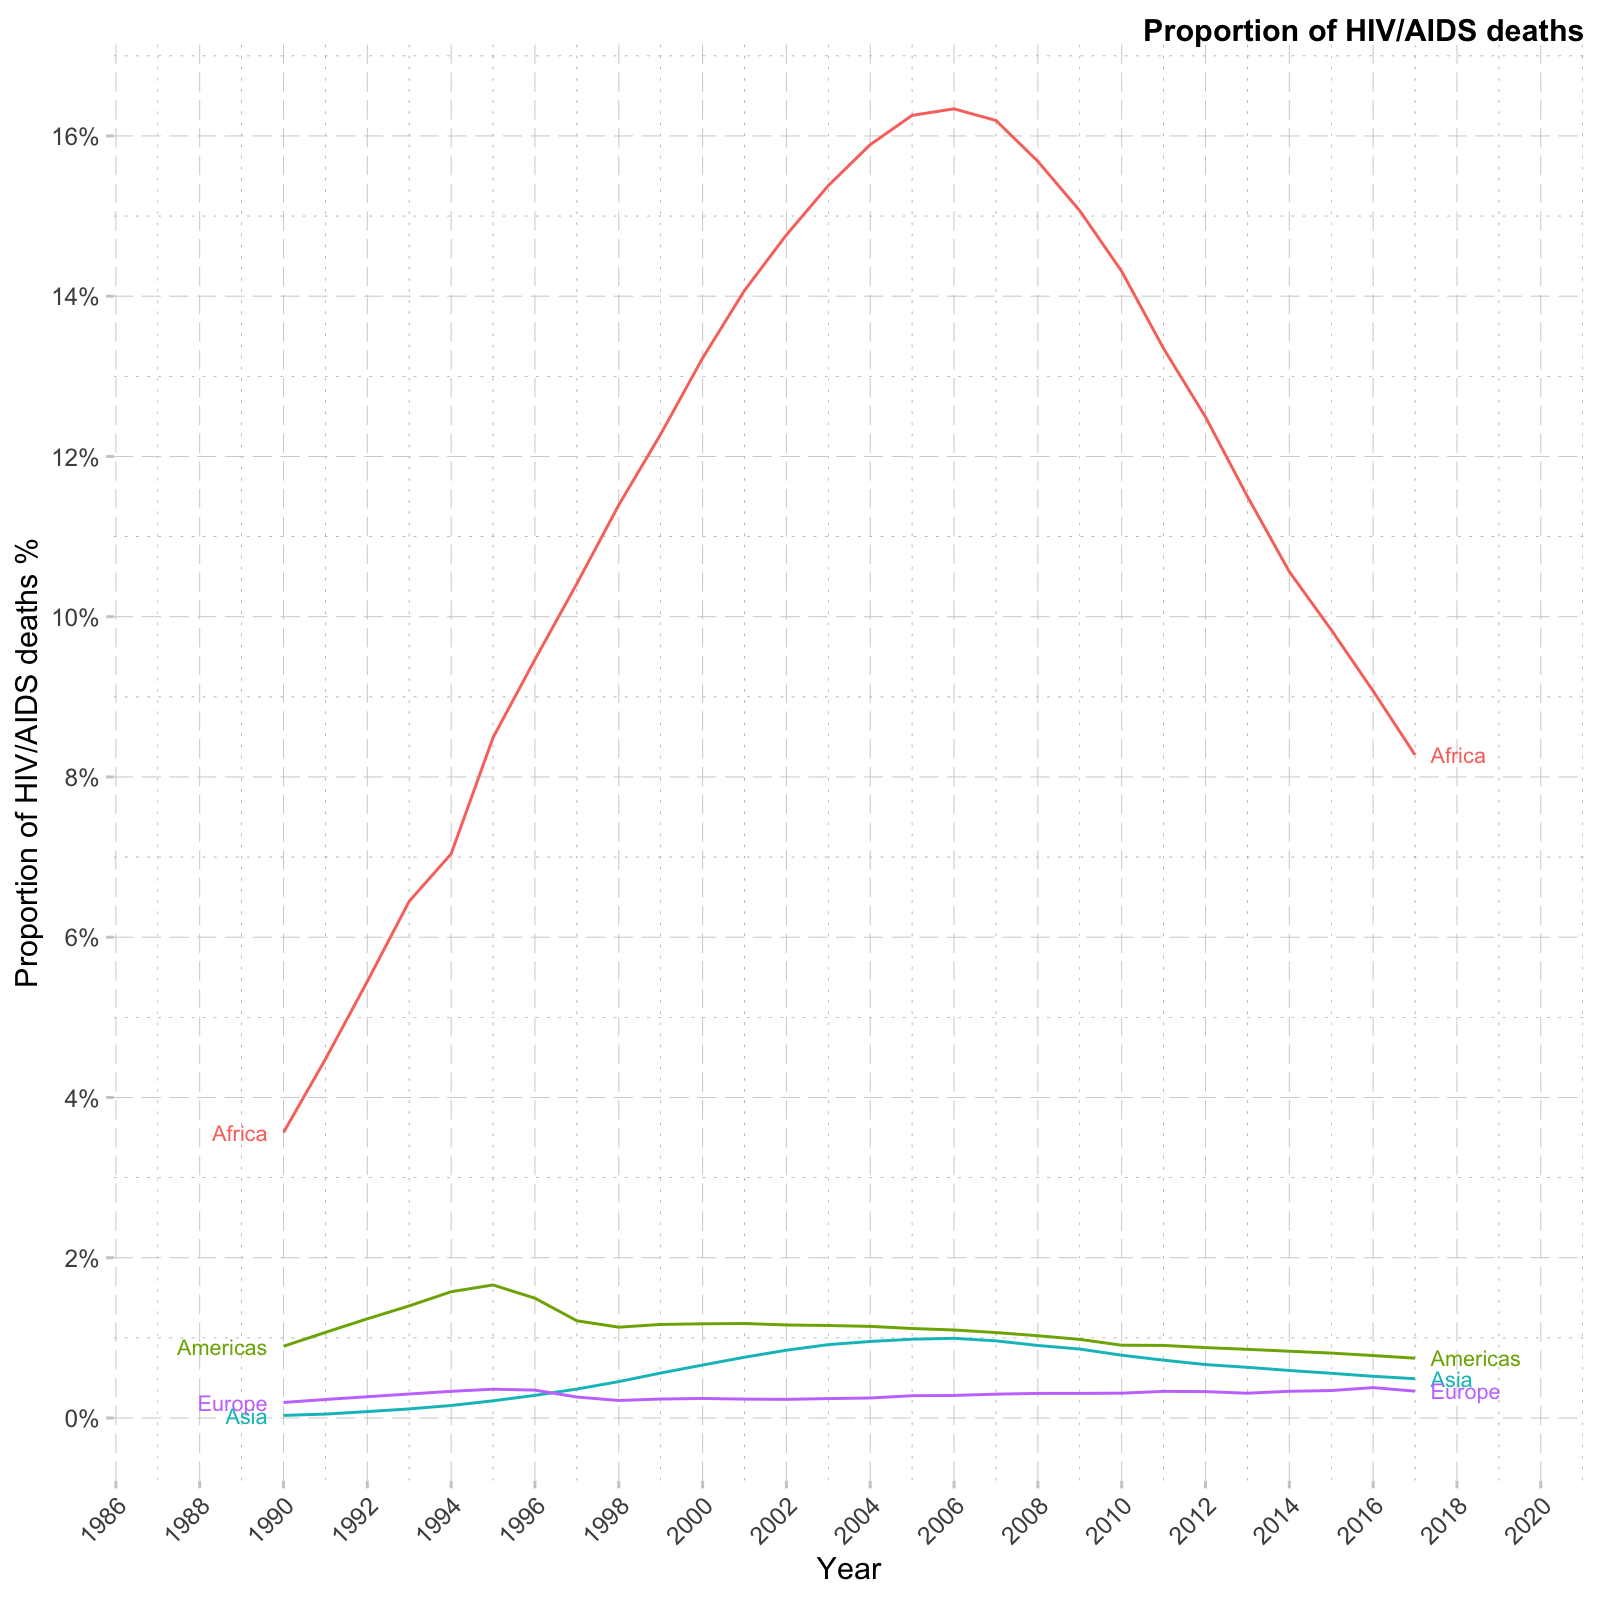 Proportion of HIV/AIDS deaths
Proportion of HIV/AIDS deaths %
16%
14%
12%
10%
8%
6%
4%
2%
0%
Africa
Africa
Americas
Europe
Asia
Americas
Asia
Europe
1986 1988 1990 1992 1994 1996 1998 2000 2002 2004 2006 2008 2010 2012 2014 2016 2018 2020
Year